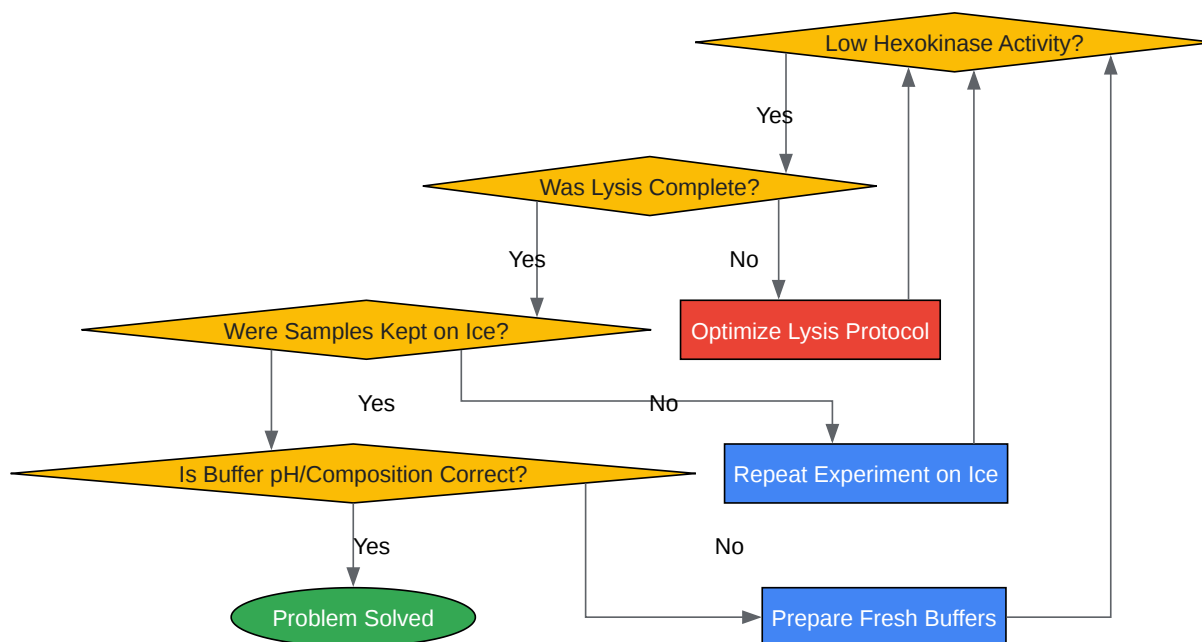 Low Hexokinase Activity?
Yes
Was Lysis Complete?
Yes
No
Were Samples Kept on Ice?
Optimize Lysis Protocol
Yes
No
Is Buffer pH/Composition Correct?
Repeat Experiment on Ice
Yes
No
Problem Solved
Prepare Fresh Buffers